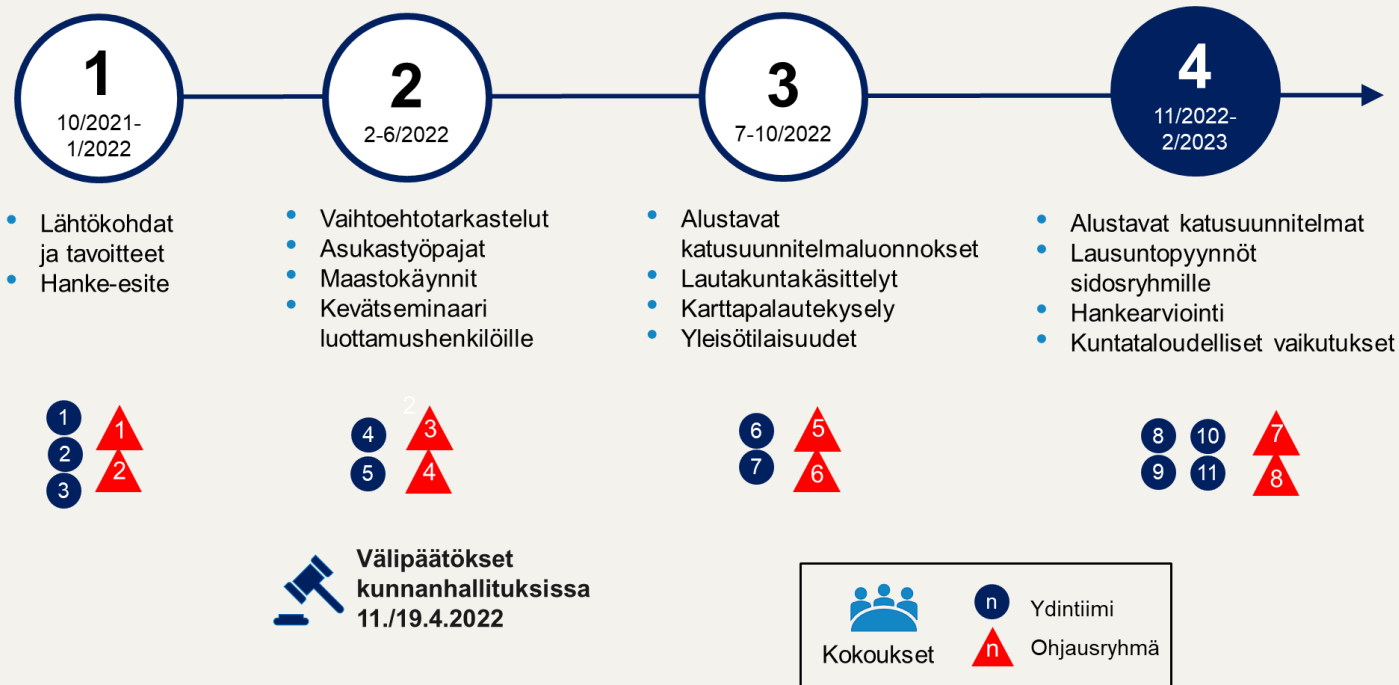 1
10/2021-
1/2022
2
2-6/2022
3
7-10/2022
4
11/2022-
2/2023
• Lähtökohdat
ja tavoitteet
• Hanke-esite
• Vaihtoehtotarkastelut
• Asukastyöpajat
• Maastokäynnit
• Kevätseminaari
luottamushenkilöille
• Alustavat
katusuunnitelmaluonnokset
• Lautakuntakäsittelyt
• Karttapalautekysely
• Yleisötilaisuudet
• Alustavat katusuunnitelmat
• Lausuntopyynnöt
sidosryhmille
• Hankearviointi
• Kuntataloudelliset vaikutukset
1
2
3
1
2
4
5
2
3
4
6
7
5
6
8
10
9
11
7
8
Välipäätökset
kunnanhallituksissa
11./19.4.2022
Kokoukset
n Ydintiimi
n Ohjausryhmä